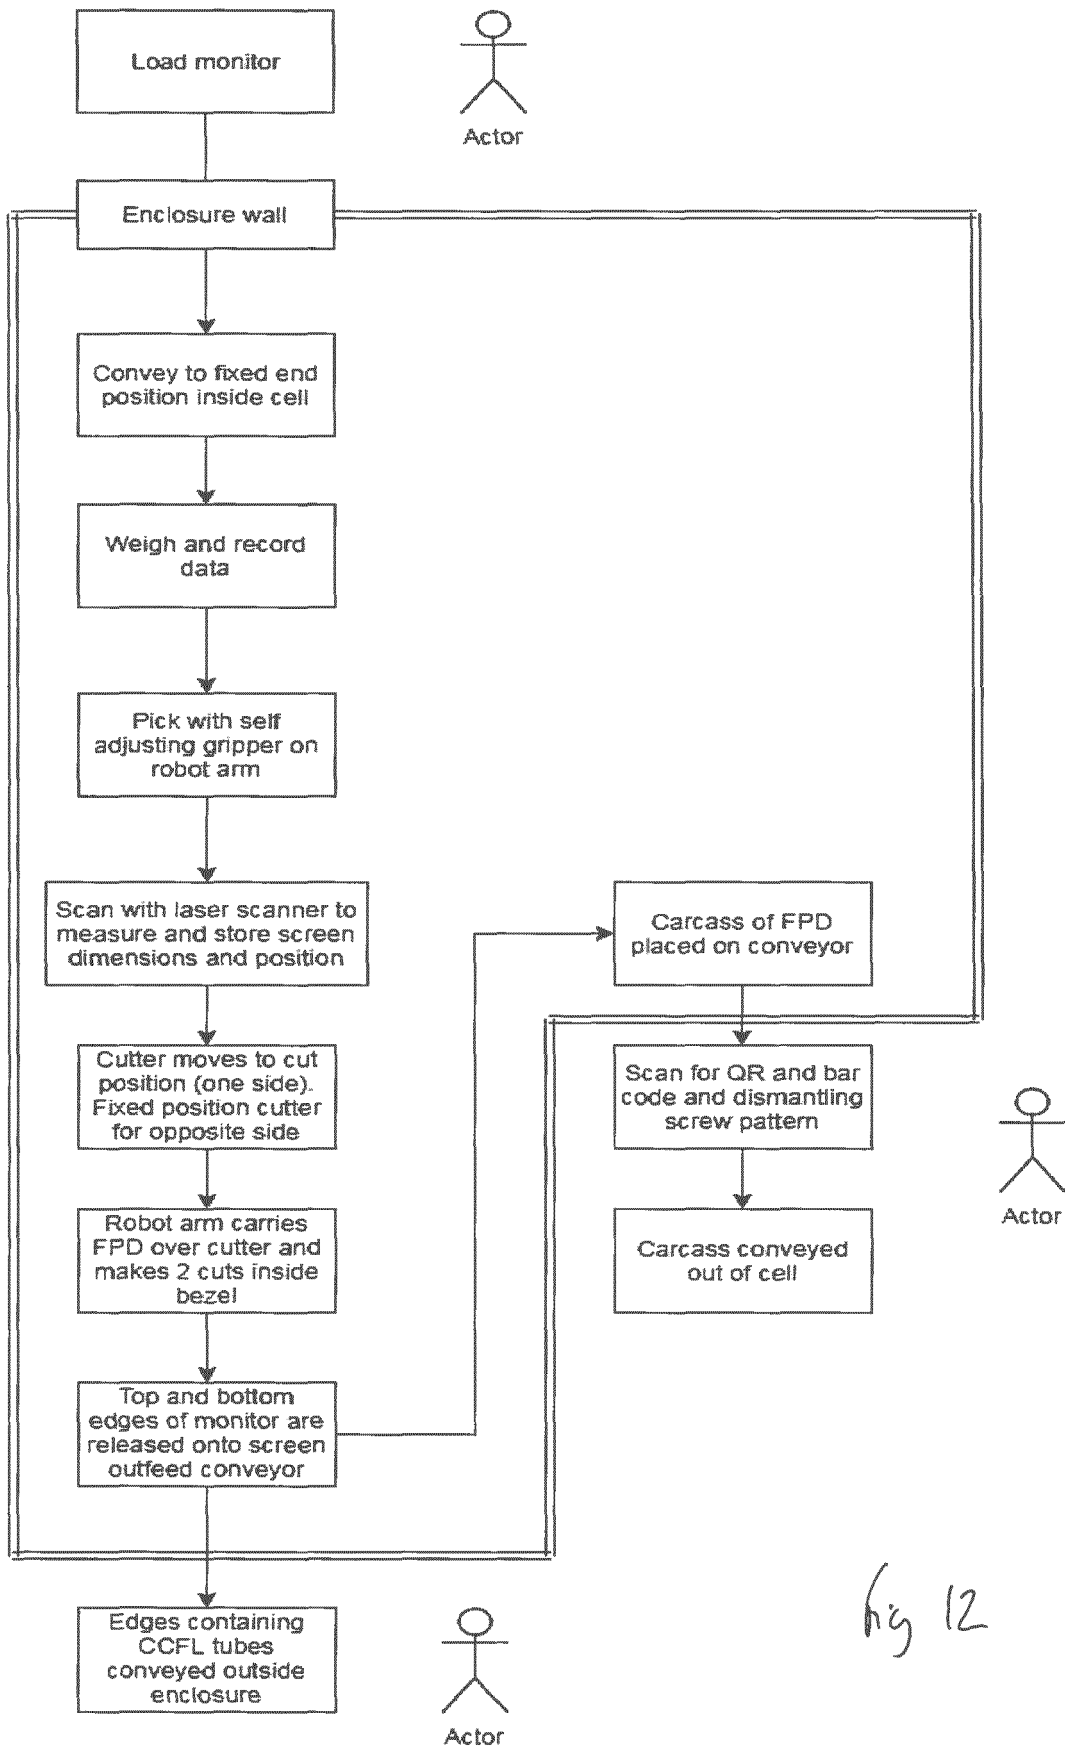 Load monitor
Actor
Enclosure wall
Convey to fixed end
position inside cell
Weigh and record
data
Pick with self
adjusting gripper on
robot arm
Scan with laser scanner to
measure and store screen
dimensions and position
Cutter moves to cut
position (one side).
Fixed position cutter
for opposite side
Robot arm carries
FPD over cutter and
makes 2 cuts inside
bezel
Top and bottom
edges of monitor are
released onto screen
outfeed conveyor
Edges containing
CCFL tubes
conveyed outside
enclosure
Actor
Carcass of FPD
placed on conveyor
Scan for QR and bar
code and dismantling
screw pattern
Carcass conveyed
out of cell
Actor
Fig 12